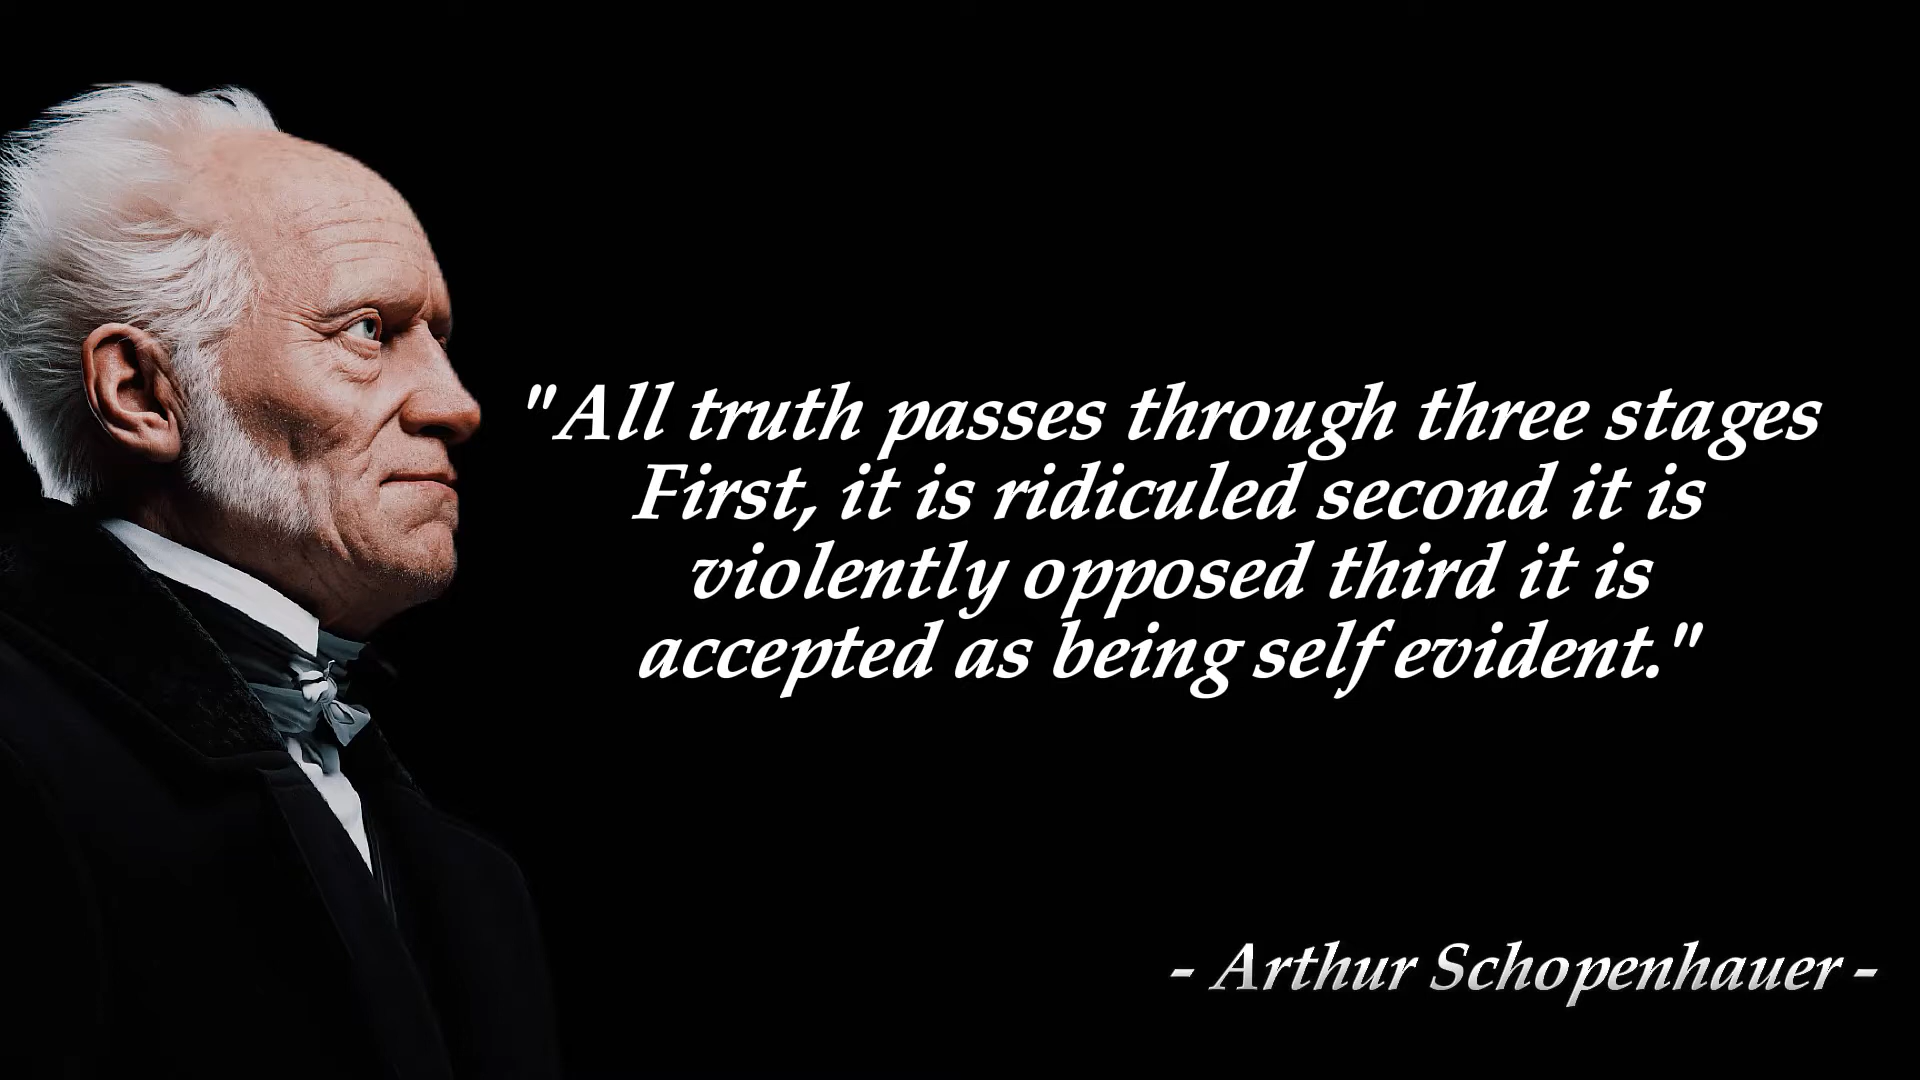 "All truth passes through three stages
First, it is ridiculed second it is
violently opposed third it is
accepted as being self evident."
- Arthur Schopenhauer -